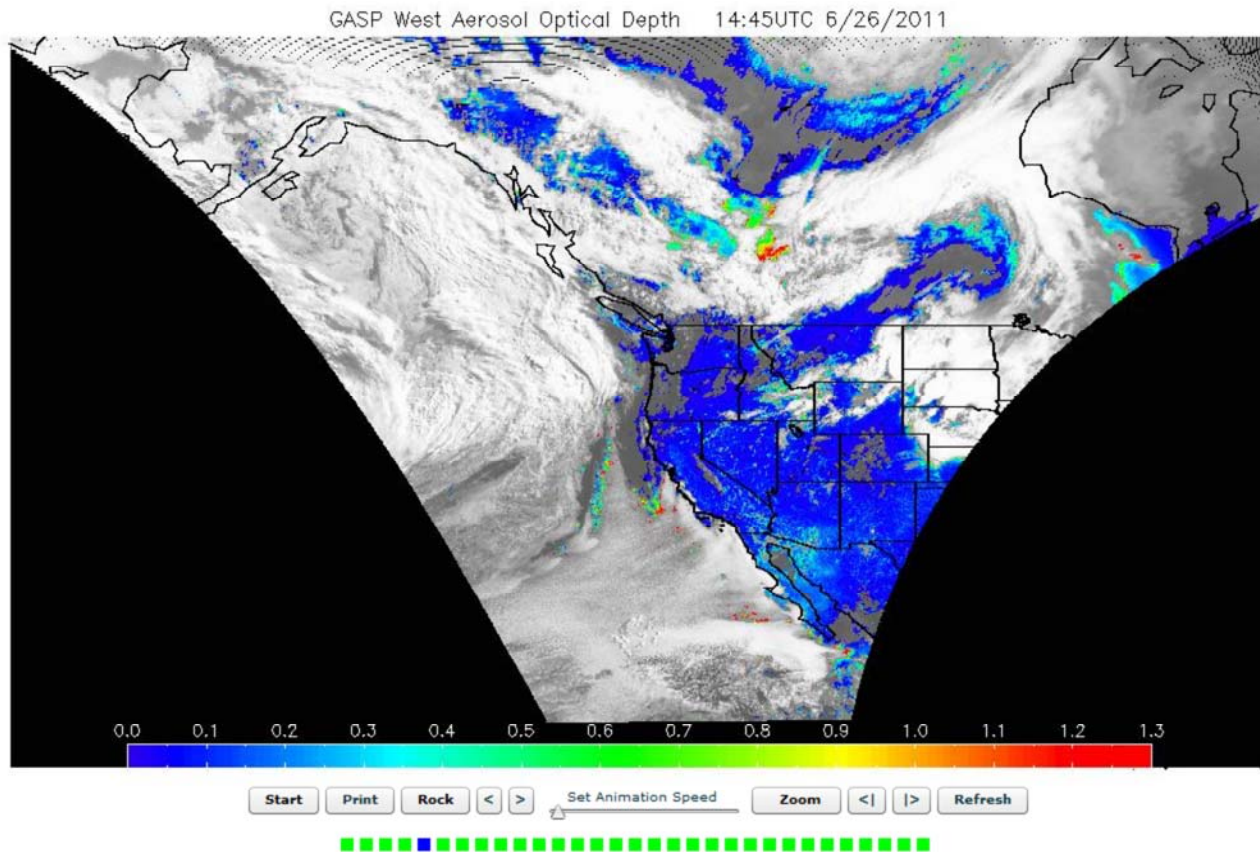 GASP West Aerosol Optical Depth 14:45UTC 6/26/2011
0.0 0.1 0.2 0.3 0.4 0.5 0.6 0.7 0.8 0.9 1.0 1.1 1.2 1.3
Start Print Rock < > Set Animation Speed Zoom <| |> Refresh